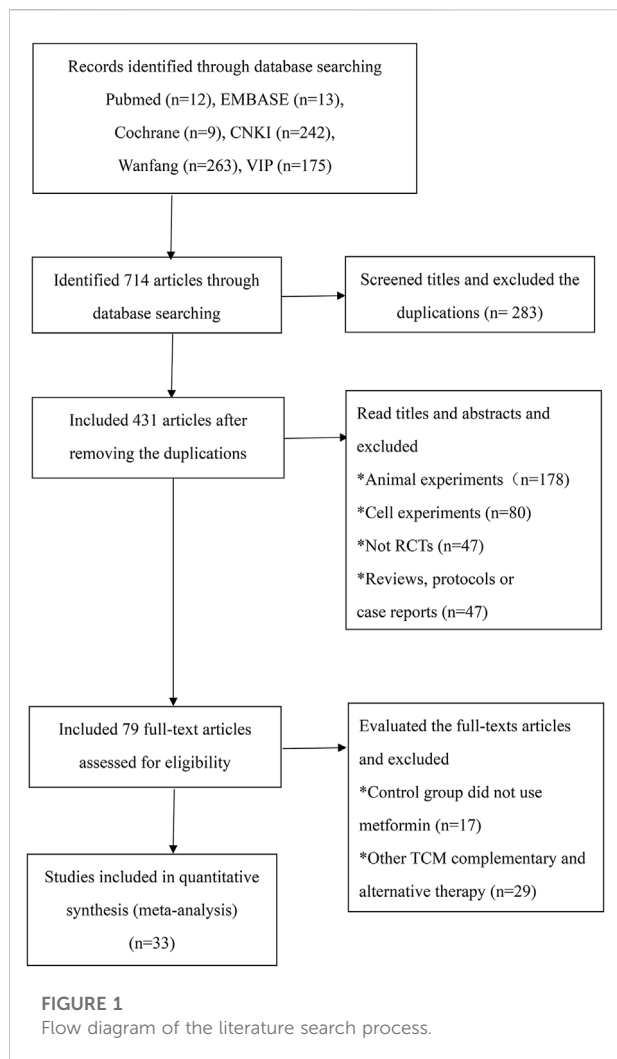 Records identified through database searching
Pubmed (n=12), EMBASE (n=13),
Cochrane (n=9), CNKI (n=242),
Wanfang (n=263), VIP (n=175)
Identified 714 articles through
database searching
Screened titles and excluded the
duplications (n= 283)
Included 431 articles after
removing the duplications
Read titles and abstracts and
excluded
*Animal experiments（n=178)
*Cell experiments (n=80)
*Not RCTs (n=47)
*Reviews, protocols or
case reports (n=47)
Included 79 full-text articles
assessed for eligibility
Evaluated the full-texts articles
and excluded
*Control group did not use
metformin (n=17)
*Other TCM complementary and
alternative therapy (n=29)
Studies included in quantitative
synthesis (meta-analysis)
(n=33)
FIGURE 1
Flow diagram of the literature search process.